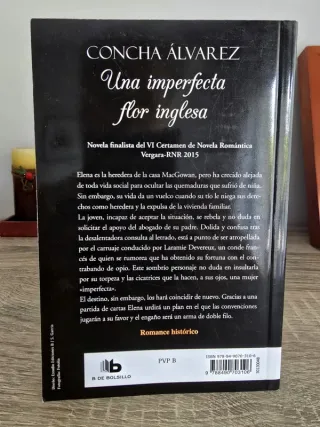 CONCHA ÁLVAREZ
Una imperfecta
flor inglesa
Novela finalista del VI Certamen de Novela Romántica
Vergara-RNR 2015
Elena es la heredera de la casa MacGowan, pero ha crecido alejada
de toda vida social para ocultar las quemaduras que sufrió de niña.
Sin embargo, su vida da un vuelco cuando su tío le niega sus dere-
chos como heredera y la expulsa de la vivienda familiar.
La joven, incapaz de aceptar la situación, se rebela y no duda en
solicitar el apoyo del abogado de su padre. Dolida y confusa tras
la desalentadora consulta al letrado, está a punto de ser atropellada
por el carruaje conducido por Laramie Devereux, un conde fran-
cés de quien se rumorea que ha obtenido su fortuna con el con-
trabando de opio. Este sombrío personaje no duda en insultarla
por su torpeza y las cicatrices que la hacen, a sus ojos, una mujer
«imperfecta».
El destino, sin embargo, los hará coincidir de nuevo. Gracias a una
partida de cartas Elena urdirá un plan en el que las convenciones
jugarán a su favor y el engaño será un arma de doble filo.
Romance histórico
B DE BOLSILLO
PVP B